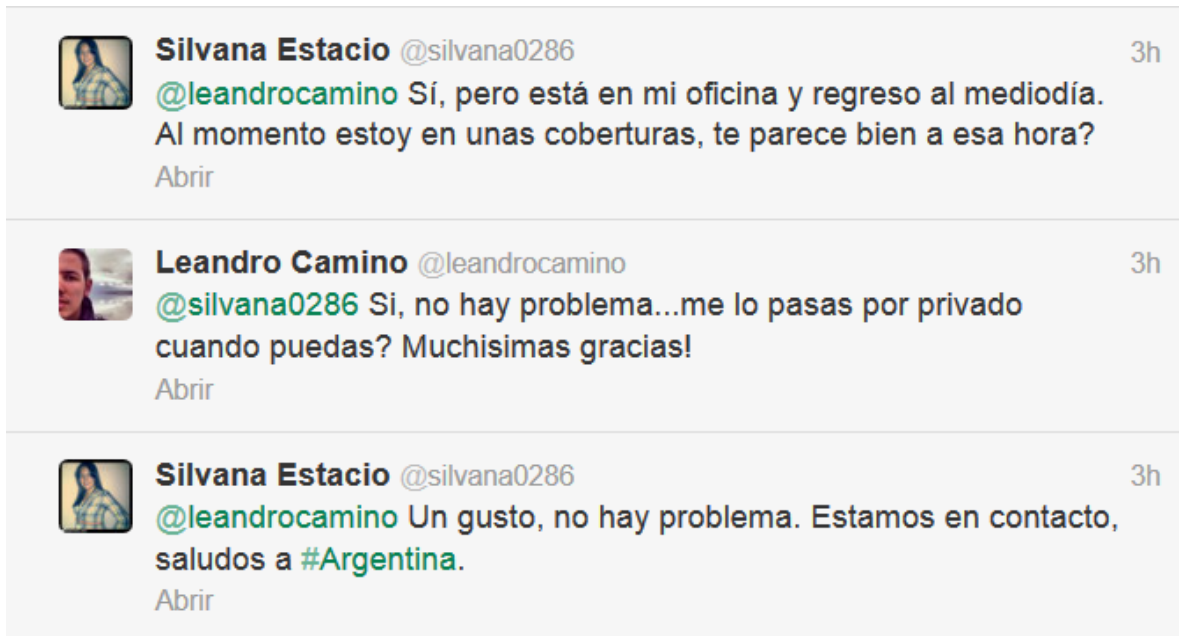 Silvana Estacio @silvana0286 3h
@leandrocamino Sí, pero está en mi oficina y regreso al mediodía.
Al momento estoy en unas coberturas, te parece bien a esa hora?
Abrir
Leandro Camino @leandrocamino 3h
@silvana0286 Si, no hay problema...me lo pasas por privado
cuando puedas? Muchisimas gracias!
Abrir
Silvana Estacio @silvana0286 3h
@leandrocamino Un gusto, no hay problema. Estamos en contacto,
saludos a #Argentina.
Abrir